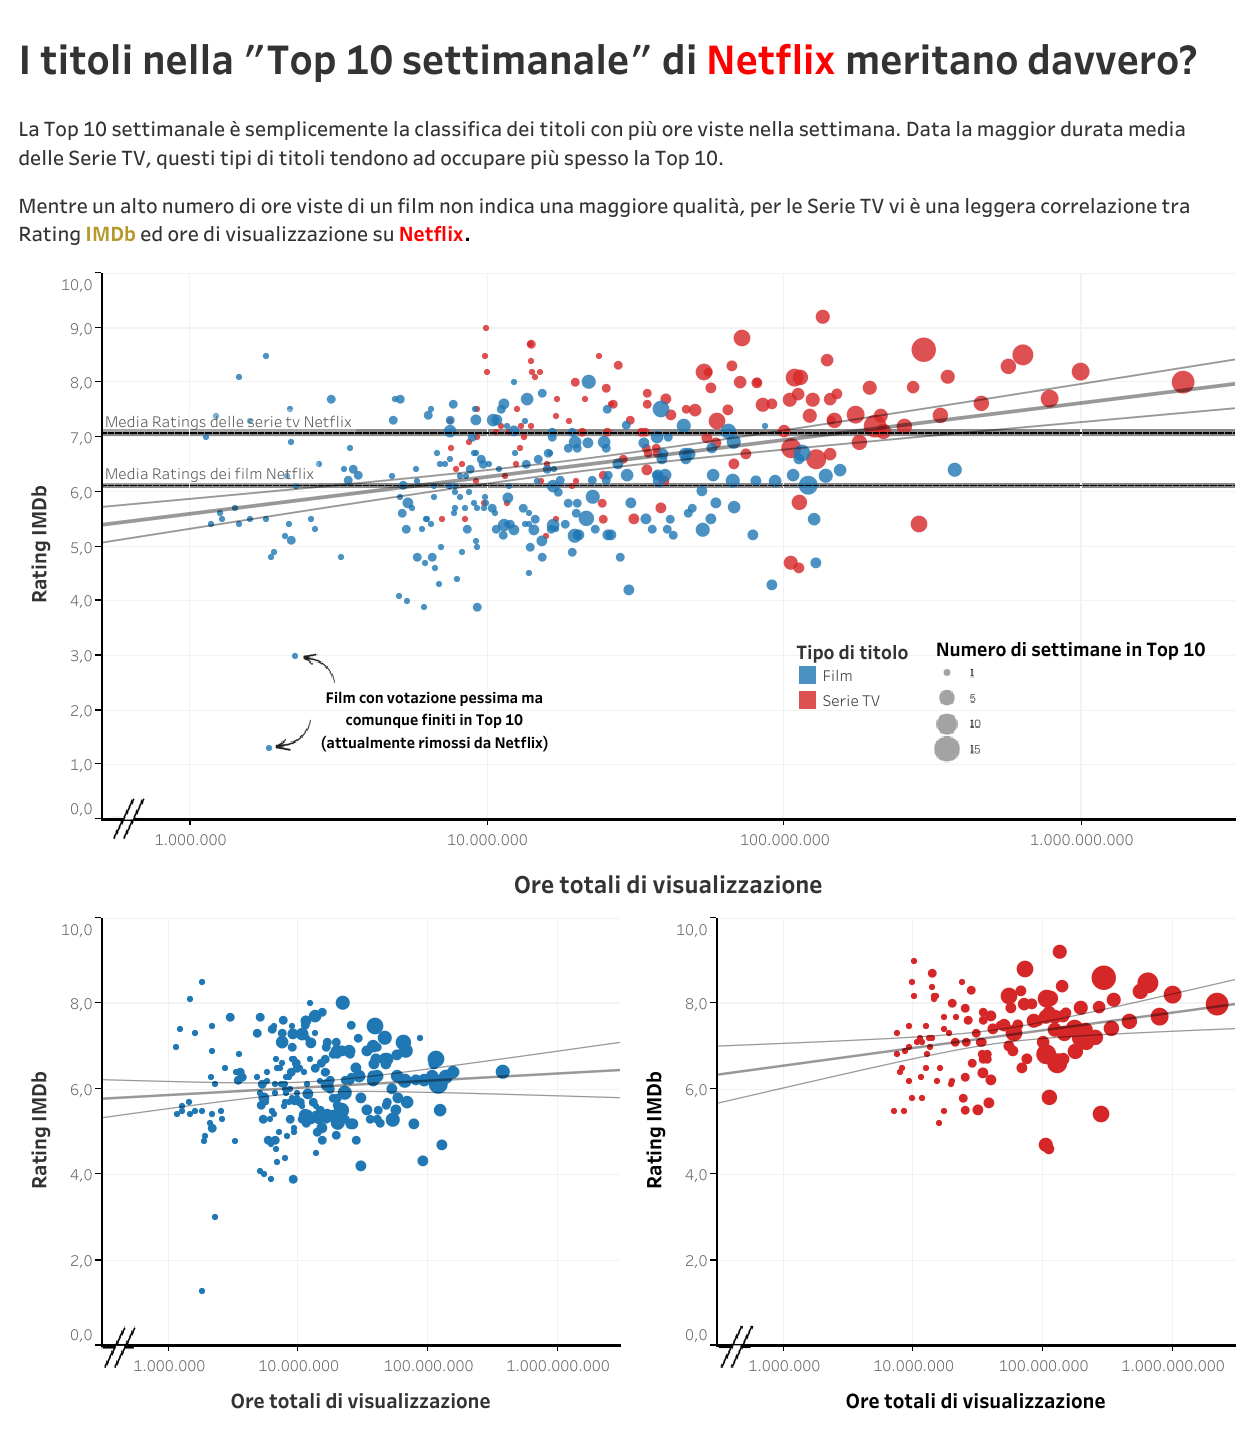 I titoli nella ”Top 10 settimanale” di Netflix meritano davvero?
La Top 10 settimanale è semplicemente la classifica dei titoli con più ore viste nella settimana. Data la maggior durata media
delle Serie TV, questi tipi di titoli tendono ad occupare più spesso la Top 10.
Mentre un alto numero di ore viste di un film non indica una maggiore qualità, per le Serie TV vi è una leggera correlazione tra
Rating IMDb ed ore di visualizzazione su Netflix.
Rating IMDb
10,0
9,0
8,0
7,0
6,0
5,0
4,0
3,0
2,0
1,0
0,0
Media Ratings delle serie tv Netflix
Media Ratings dei film Netflix
Film con votazione pessima ma
comunque finiti in Top 10
(attualmente rimossi da Netflix)
Tipo di titolo
Film
Serie TV
Numero di settimane in Top 10
1
5
10
15
1.000.000 10.000.000 100.000.000 1.000.000.000
Ore totali di visualizzazione
Rating IMDb
10,0
8,0
6,0
4,0
2,0
0,0
1.000.000 10.000.000 100.000.000 1.000.000.000
Ore totali di visualizzazione
Rating IMDb
10,0
8,0
6,0
4,0
2,0
0,0
1.000.000 10.000.000 100.000.000 1.000.000.000
Ore totali di visualizzazione